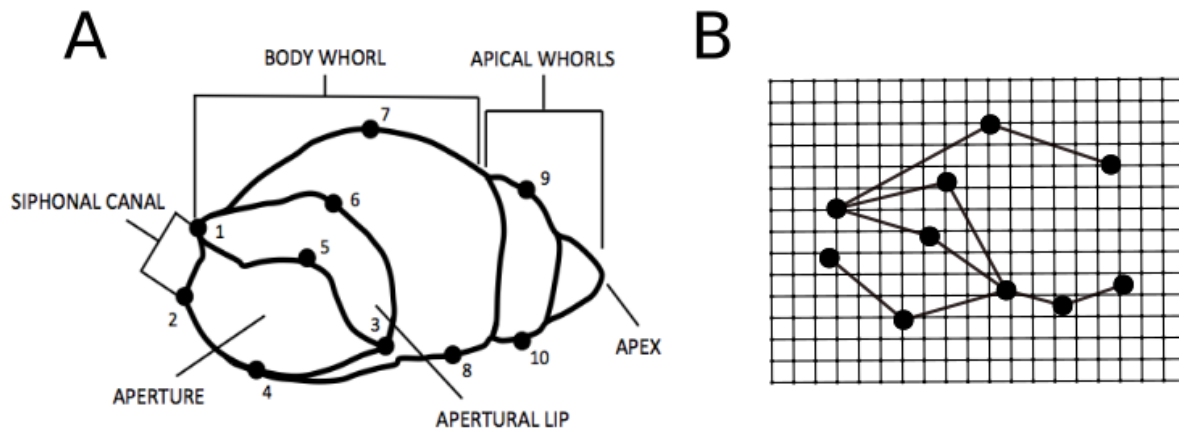 A
B
BODY WHORL
APICAL WHORLS
7
9
SIPHONAL CANAL
6
1
5
2
3
10
8
APEX
4
APERTURE
APERTURAL LIP